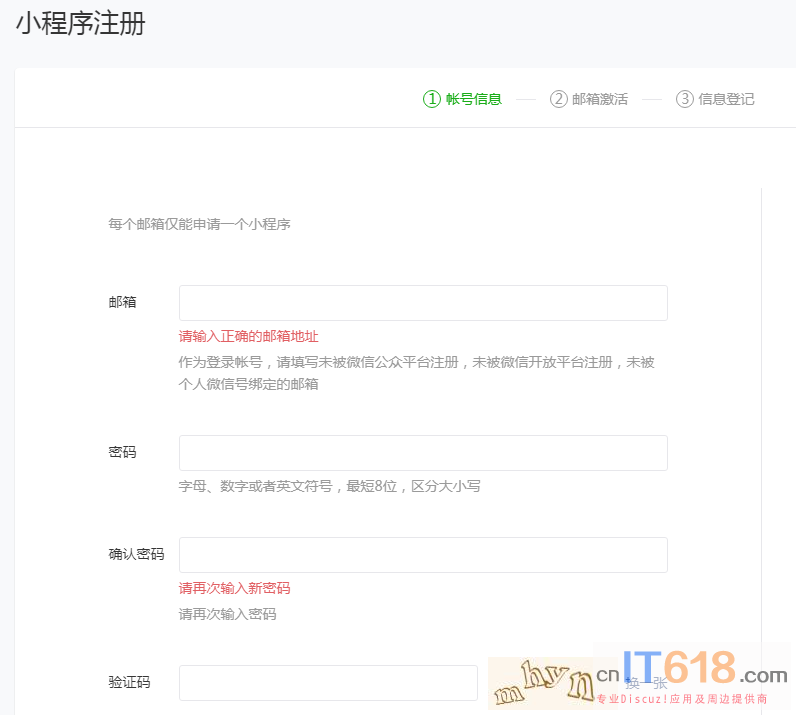 小程序注册
① 帐号信息 ② 邮箱激活 ③ 信息登记
每个邮箱仅能申请一个小程序
邮箱
请输入正确的邮箱地址
作为登录帐号，请填写未被微信公众平台注册，未被微信开放平台注册，未被
个人微信号绑定的邮箱
密码
字母、数字或者英文符号，最短8位，区分大小写
确认密码
请再次输入新密码
请再次输入密码
验证码
mhyn
换一张
cnIT618.com
专业Discuz!应用及周边提供商